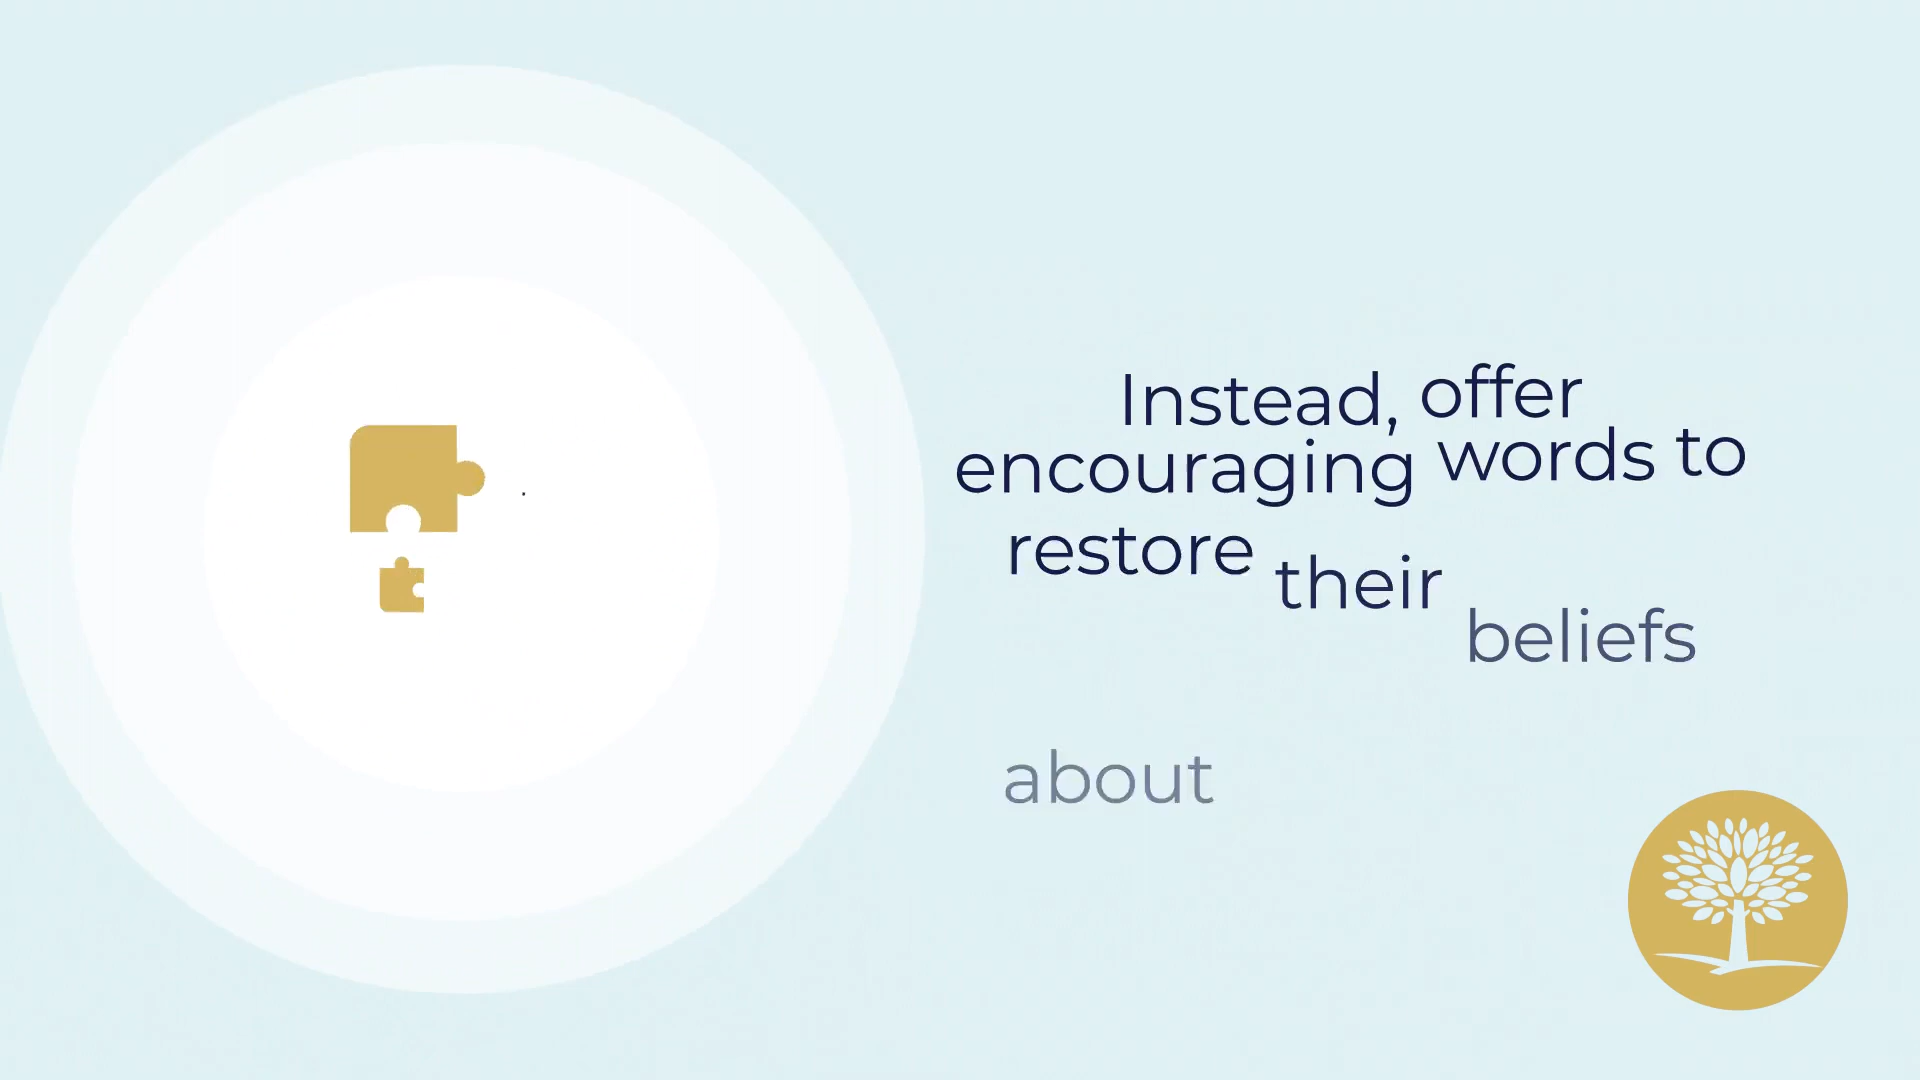 Instead, offer
encouraging words to
restore their beliefs
about